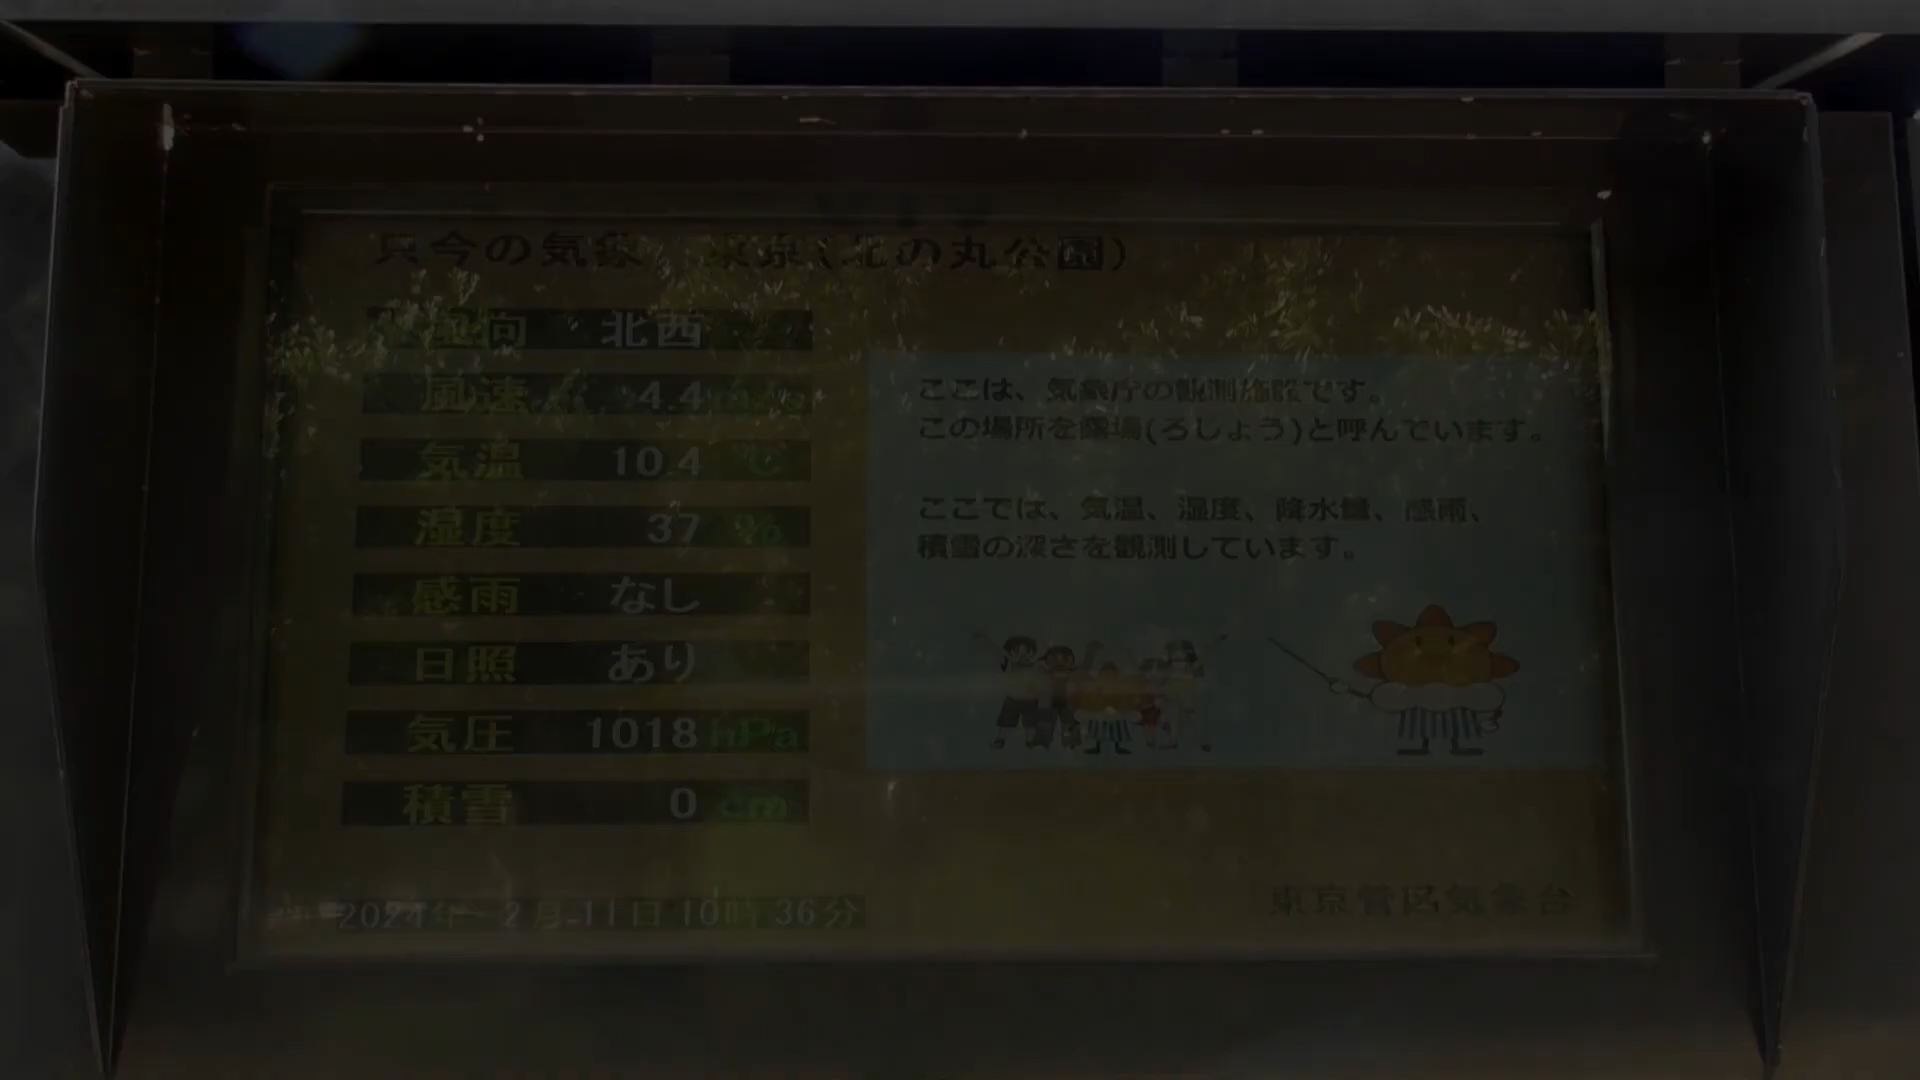 只今の気象 東京(北の丸公園)
風向 北西
風速 4.4 m/s
気温 10.4 ℃
湿度 37 %
感雨 なし
日照 あり
気圧 1018 hPa
積雪 0 cm
2024年 2月11日10時36分
ここは、気象庁の観測施設です。
この場所を露場(ろじょう)と呼んでいます。
ここでは、気温、湿度、降水量、感雨、
積雪の深さを観測しています。
東京管区気象台